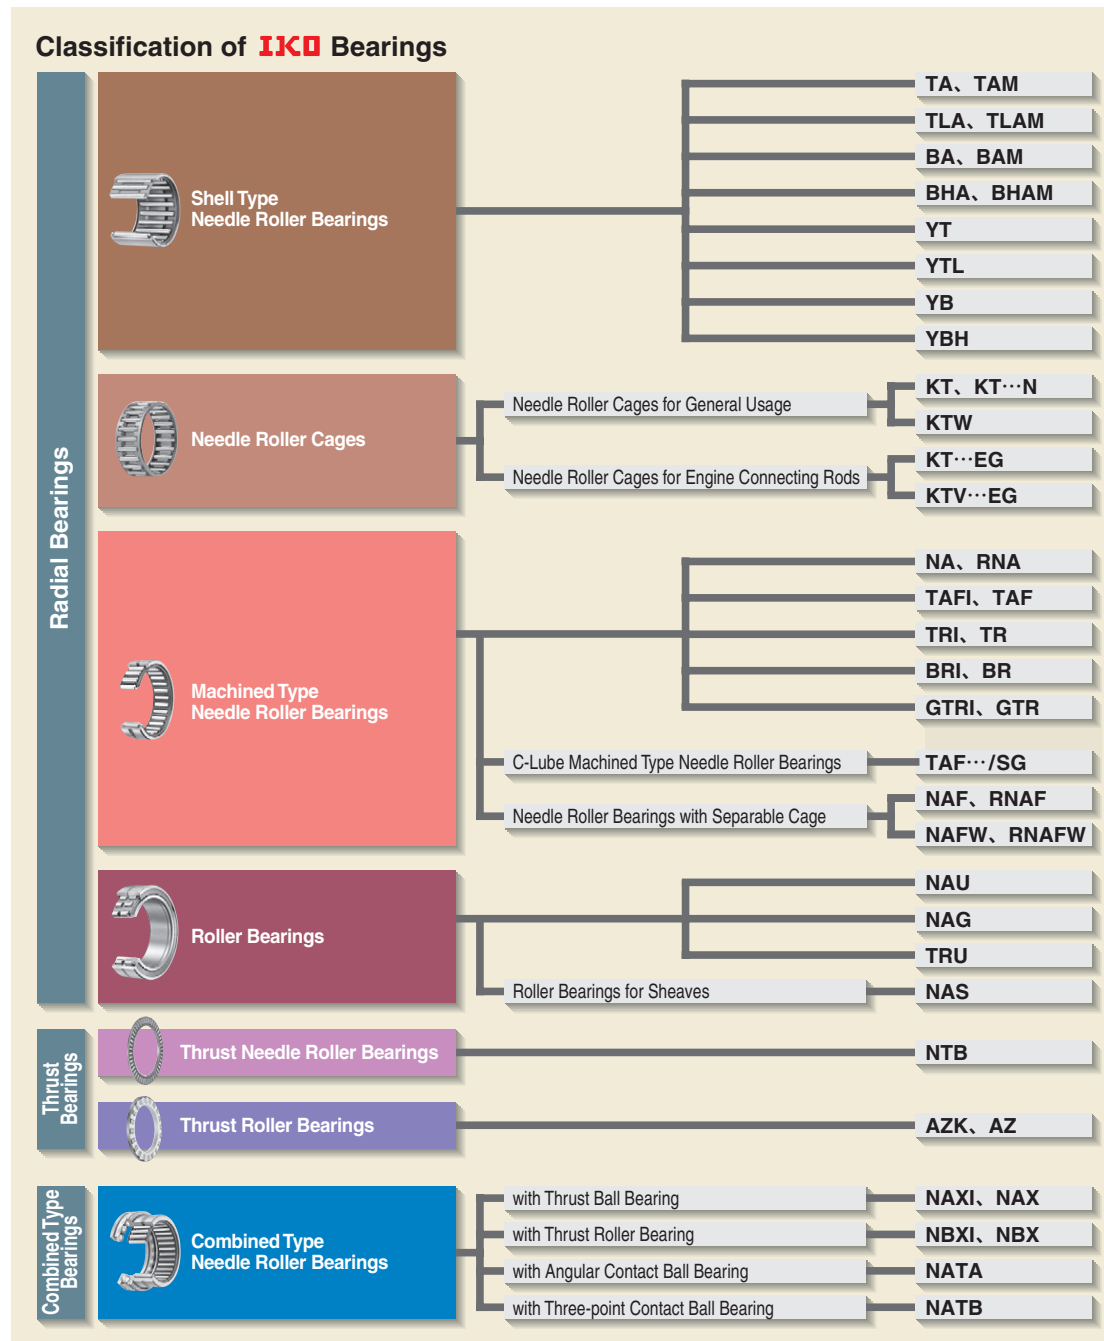 Classification of IKO Bearings
Radial Bearings
Shell Type
Needle Roller Bearings
TA、TAM
TLA、TLAM
BA、BAM
BHA、BHAM
YT
YTL
YB
YBH
Needle Roller Cages
Needle Roller Cages for General Usage
KT、KT···N
KTW
Needle Roller Cages for Engine Connecting Rods
KT···EG
KTV···EG
Machined Type
Needle Roller Bearings
NA、RNA
TAFI、TAF
TRI、TR
BRI、BR
GTRI、GTR
C-Lube Machined Type Needle Roller Bearings
TAF···/SG
Needle Roller Bearings with Separable Cage
NAF、RNAF
NAFW、RNAFW
Roller Bearings
NAU
NAG
TRU
Roller Bearings for Sheaves
NAS
Thrust
Bearings
Thrust Needle Roller Bearings
NTB
Thrust Roller Bearings
AZK、AZ
Combined Type
Bearings
Combined Type
Needle Roller Bearings
with Thrust Ball Bearing
NAXI、NAX
with Thrust Roller Bearing
NBXI、NBX
with Angular Contact Ball Bearing
NATA
with Three-point Contact Ball Bearing
NATB